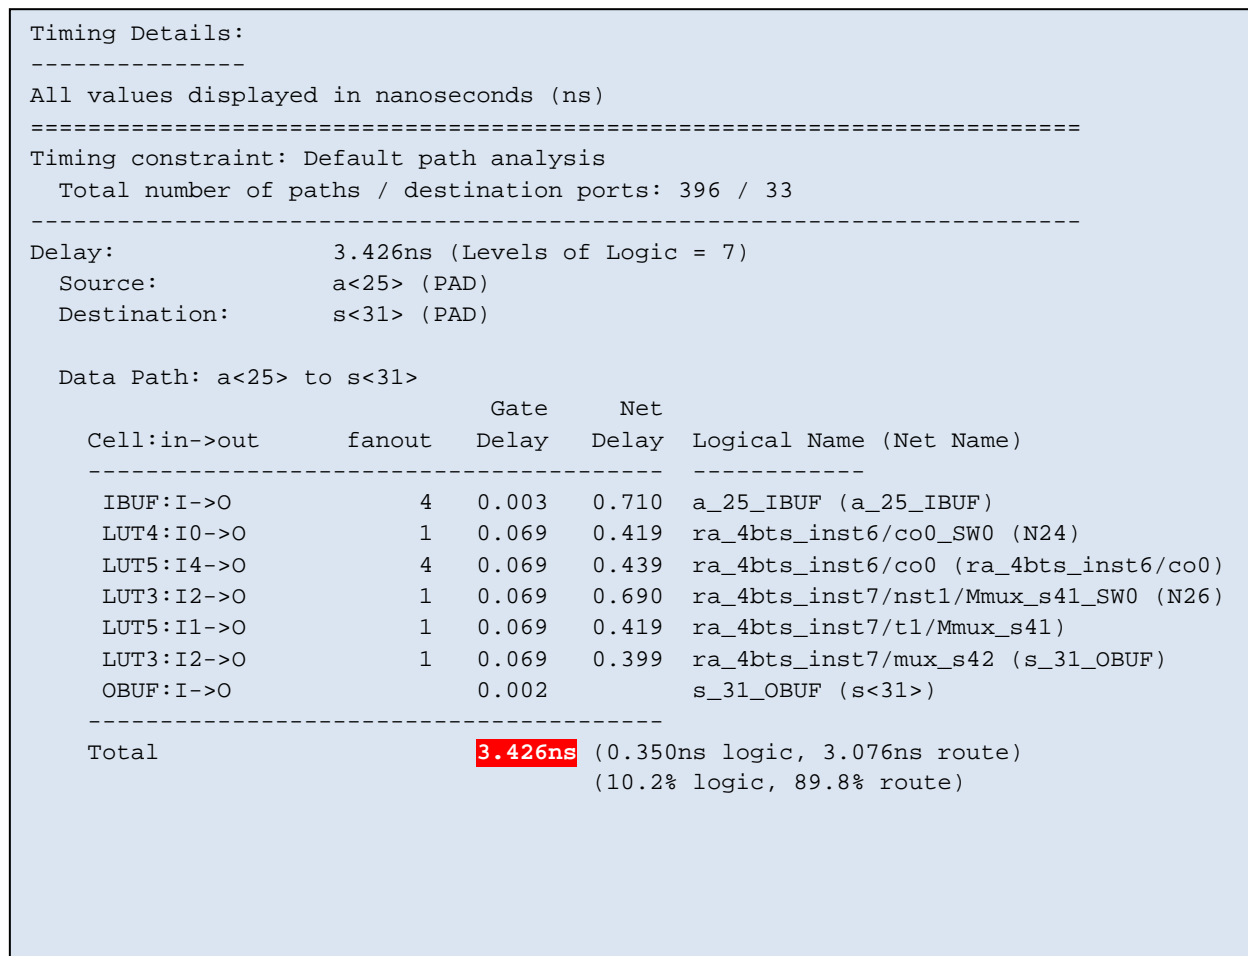 Timing Details:
---------------
All values displayed in nanoseconds (ns)
=========================================================================
Timing constraint: Default path analysis
  Total number of paths / destination ports: 396 / 33
-------------------------------------------------------------------------
Delay:               3.426ns (Levels of Logic = 7)
  Source:            a<25> (PAD)
  Destination:       s<31> (PAD)

  Data Path: a<25> to s<31>
                                Gate     Net
    Cell:in->out      fanout   Delay   Delay  Logical Name (Net Name)
    ----------------------------------------  ------------
     IBUF:I->O             4   0.003   0.710  a_25_IBUF (a_25_IBUF)
     LUT4:I0->O            1   0.069   0.419  ra_4bts_inst6/co0_SW0 (N24)
     LUT5:I4->O            4   0.069   0.439  ra_4bts_inst6/co0 (ra_4bts_inst6/co0)
     LUT3:I2->O            1   0.069   0.690  ra_4bts_inst7/nst1/Mmux_s41_SW0 (N26)
     LUT5:I1->O            1   0.069   0.419  ra_4bts_inst7/t1/Mmux_s41)
     LUT3:I2->O            1   0.069   0.399  ra_4bts_inst7/mux_s42 (s_31_OBUF)
     OBUF:I->O                 0.002          s_31_OBUF (s<31>)
    ----------------------------------------
    Total                      3.426ns (0.350ns logic, 3.076ns route)
                                       (10.2% logic, 89.8% route)